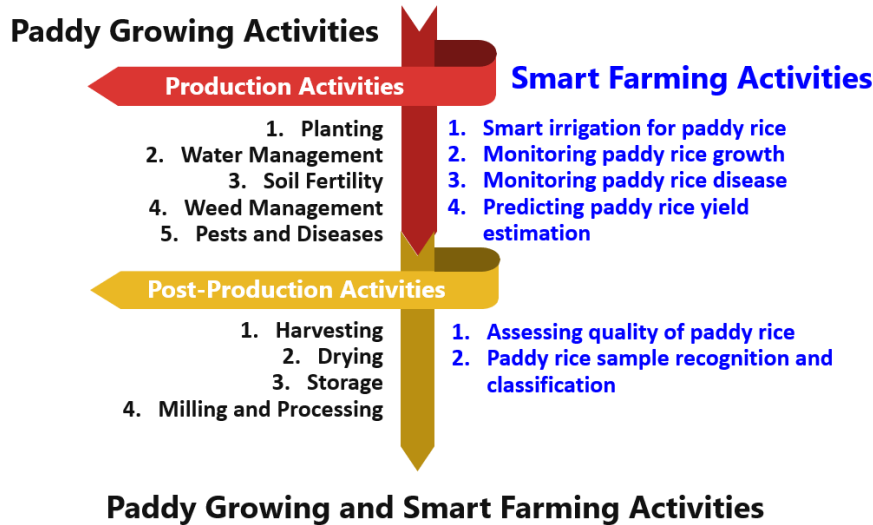 Paddy Growing Activities
Production Activities
Smart Farming Activities
1. Planting
2. Water Management
3. Soil Fertility
4. Weed Management
5. Pests and Diseases
1. Smart irrigation for paddy rice
2. Monitoring paddy rice growth
3. Monitoring paddy rice disease
4. Predicting paddy rice yield
estimation
Post-Production Activities
1. Harvesting
2. Drying
3. Storage
4. Milling and Processing
1. Assessing quality of paddy rice
2. Paddy rice sample recognition and
classification
Paddy Growing and Smart Farming Activities